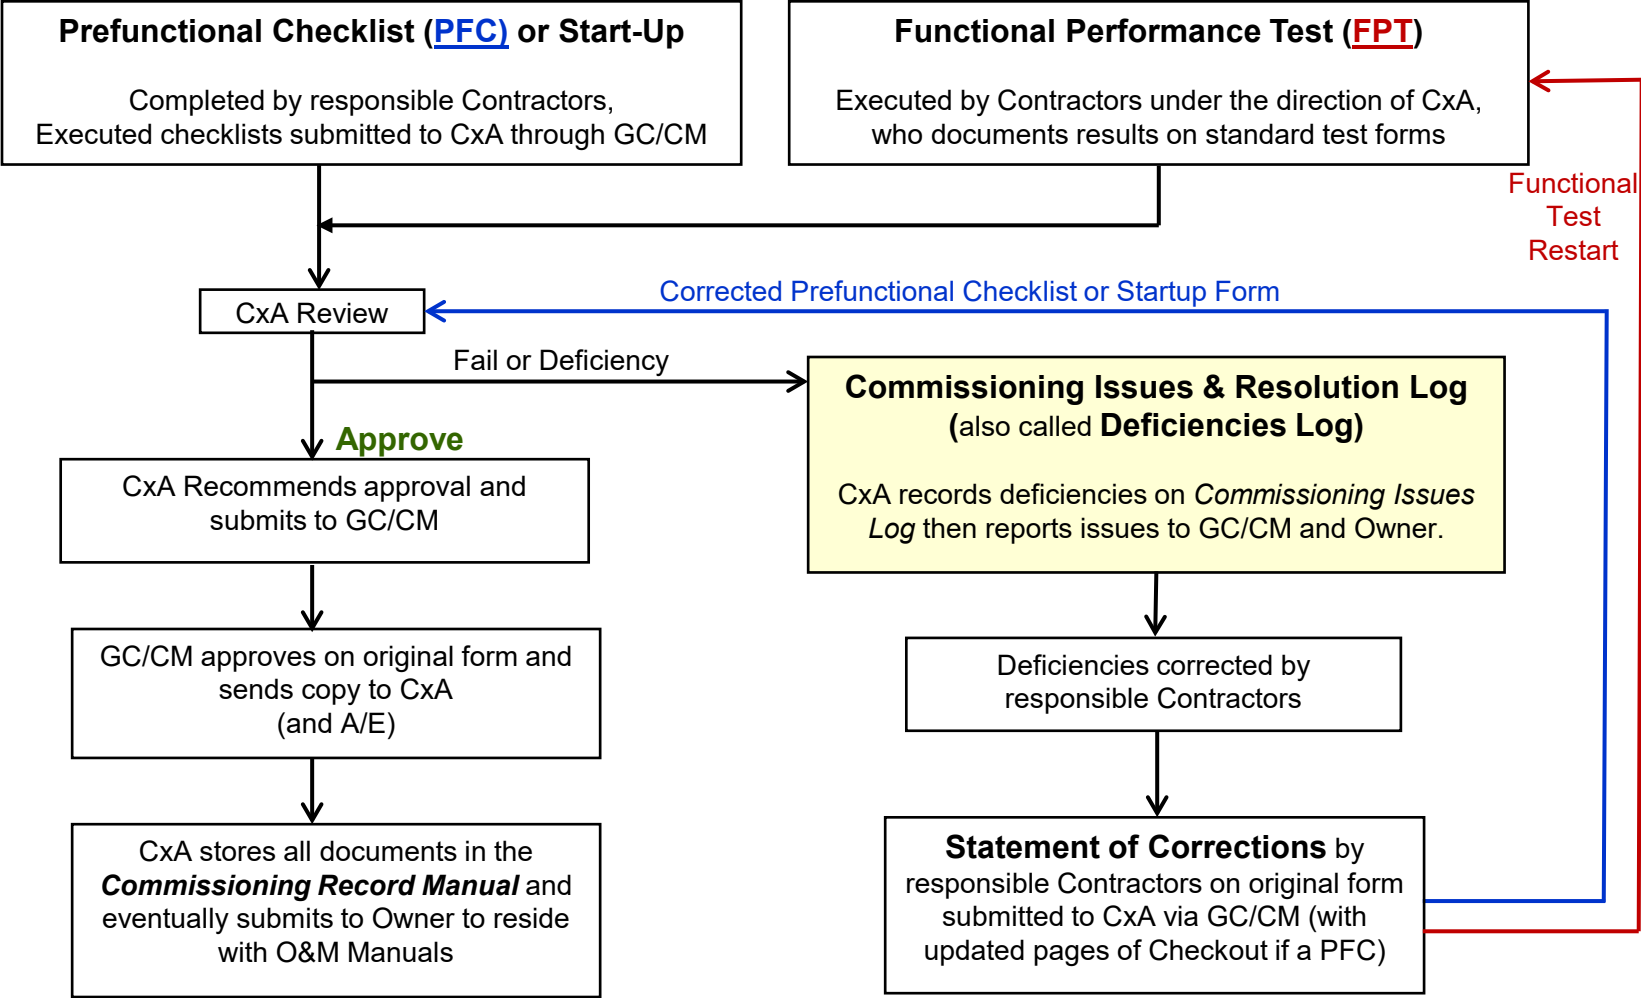 Prefunctional Checklist (PFC) or Start-Up
Completed by responsible Contractors,
Executed checklists submitted to CxA through GC/CM
Functional Performance Test (FPT)
Executed by Contractors under the direction of CxA,
who documents results on standard test forms
Functional
Test
Restart
Corrected Prefunctional Checklist or Startup Form
CxA Review
Fail or Deficiency
Approve
Commissioning Issues & Resolution Log
(also called Deficiencies Log)
CxA records deficiencies on Commissioning Issues
Log then reports issues to GC/CM and Owner.
CxA Recommends approval and
submits to GC/CM
GC/CM approves on original form and
sends copy to CxA
(and A/E)
Deficiencies corrected by
responsible Contractors
CxA stores all documents in the
Commissioning Record Manual and
eventually submits to Owner to reside
with O&M Manuals
Statement of Corrections by
responsible Contractors on original form
submitted to CxA via GC/CM (with
updated pages of Checkout if a PFC)